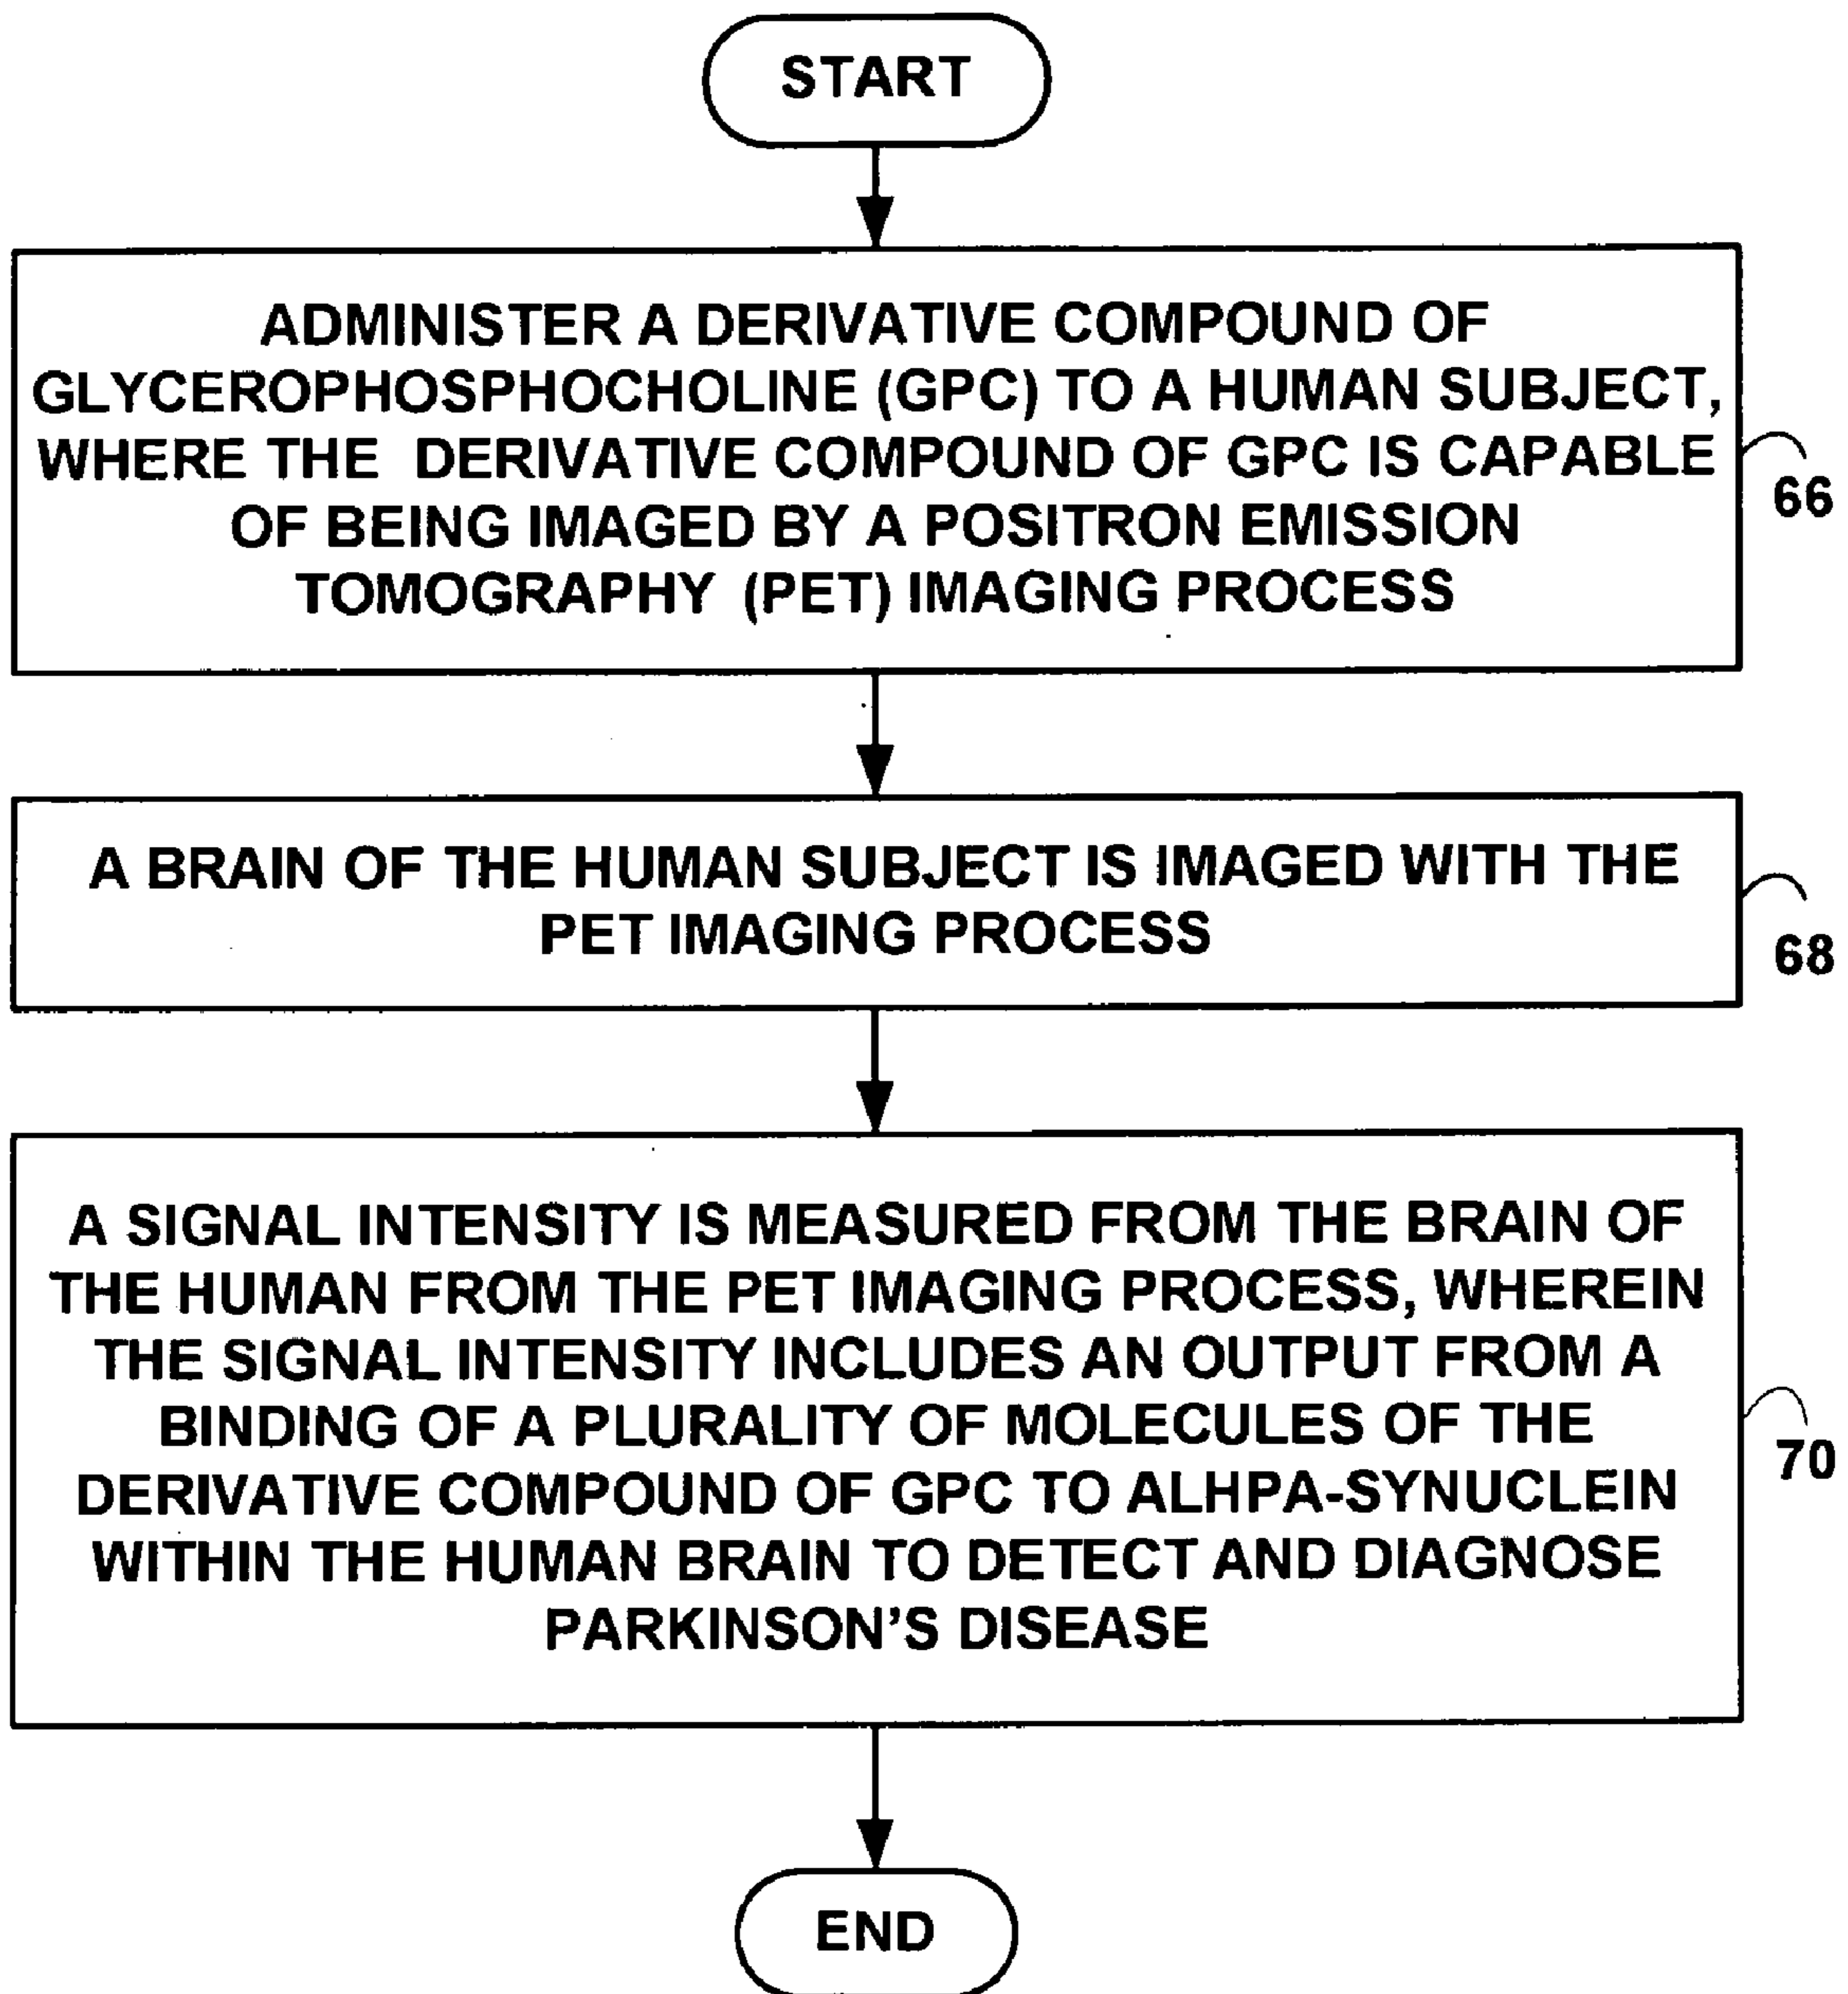 START
ADMINISTER A DERIVATIVE COMPOUND OF
GLYCEROPHOSPHOCHOLINE (GPC) TO A HUMAN SUBJECT,
WHERE THE DERIVATIVE COMPOUND OF GPC IS CAPABLE
OF BEING IMAGED BY A POSITRON EMISSION
TOMOGRAPHY (PET) IMAGING PROCESS
66
A BRAIN OF THE HUMAN SUBJECT IS IMAGED WITH THE
PET IMAGING PROCESS
68
A SIGNAL INTENSITY IS MEASURED FROM THE BRAIN OF
THE HUMAN FROM THE PET IMAGING PROCESS, WHEREIN
THE SIGNAL INTENSITY INCLUDES AN OUTPUT FROM A
BINDING OF A PLURALITY OF MOLECULES OF THE
DERIVATIVE COMPOUND OF GPC TO ALHPA-SYNUCLEIN
WITHIN THE HUMAN BRAIN TO DETECT AND DIAGNOSE
PARKINSON'S DISEASE
70
END